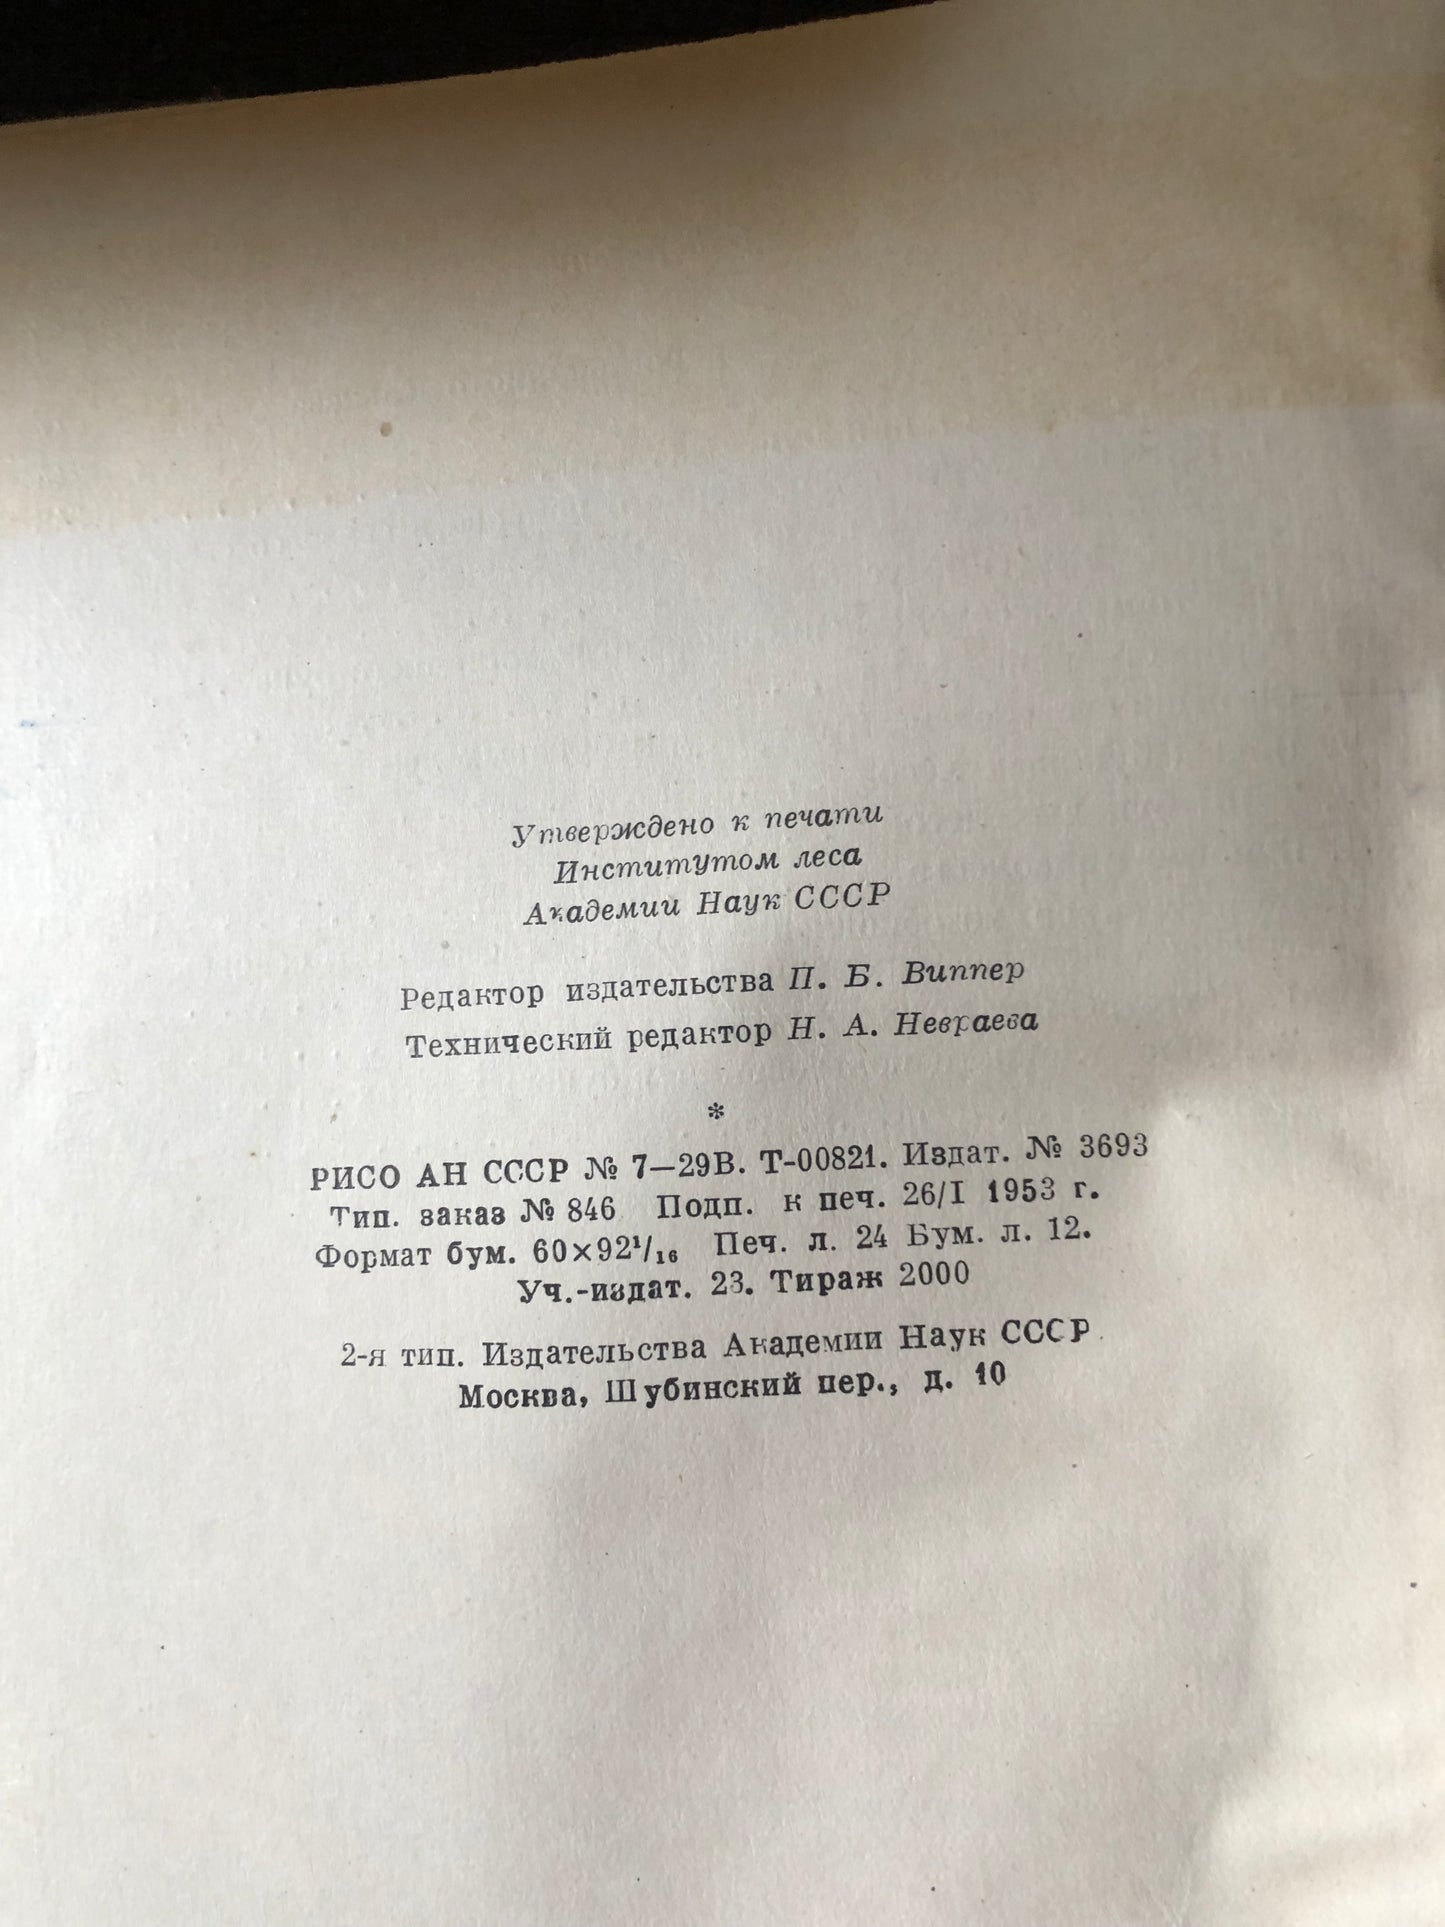 Утверждено к печати
Институтом леса
Академии Наук СССР
Редактор издательства П. Б. Виппер
Технический редактор Н. А. Невраева
*
РИСО АН СССР № 7—29В. Т-00821. Издат. № 3693
Тип. заказ № 846 Подп. к печ. 26/I 1953 г.
Формат бум. 60×92¹/₁₆ Печ. л. 24 Бум. л. 12.
Уч.-издат. 23. Тираж 2000
2-я тип. Издательства Академии Наук СССР.
Москва, Шубинский пер., д. 10